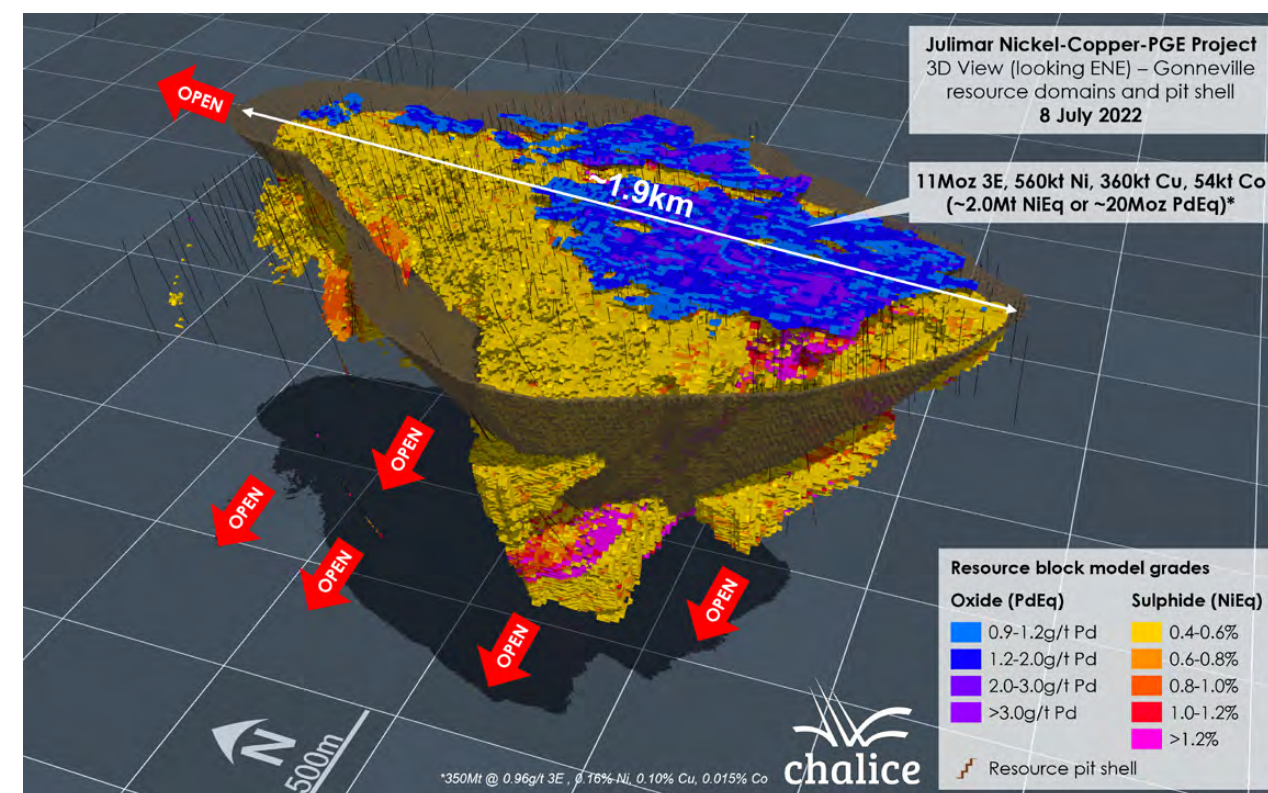 Julimar Nickel-Copper-PGE Project
3D View (looking ENE) – Gonneville
resource domains and pit shell
8 July 2022
OPEN
11Moz 3E, 560kt Ni, 360kt Cu, 54kt Co
(~2.0Mt NiEq or ~20Moz PdEq)*
~1.9km
OPEN
OPEN
OPEN
OPEN
OPEN
Resource block model grades
Oxide (PdEq) Sulphide (NiEq)
0.9-1.2g/t Pd 0.4-0.6%
1.2-2.0g/t Pd 0.6-0.8%
2.0-3.0g/t Pd 0.8-1.0%
>3.0g/t Pd 1.0-1.2%
>1.2%
Resource pit shell
N
500m
*350Mt @ 0.96g/t 3E , 0.16% Ni, 0.10% Cu, 0.015% Co
chalice